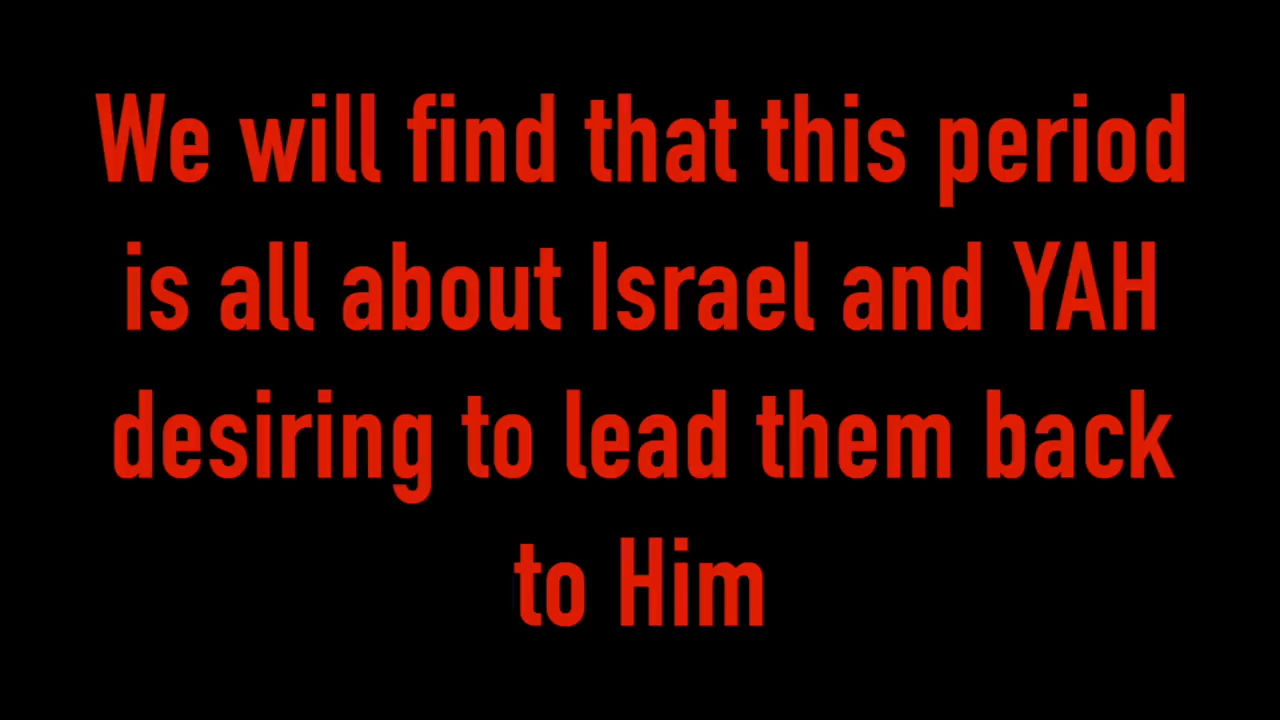 We will find that this period
is all about Israel and YAH
desiring to lead them back
to Him